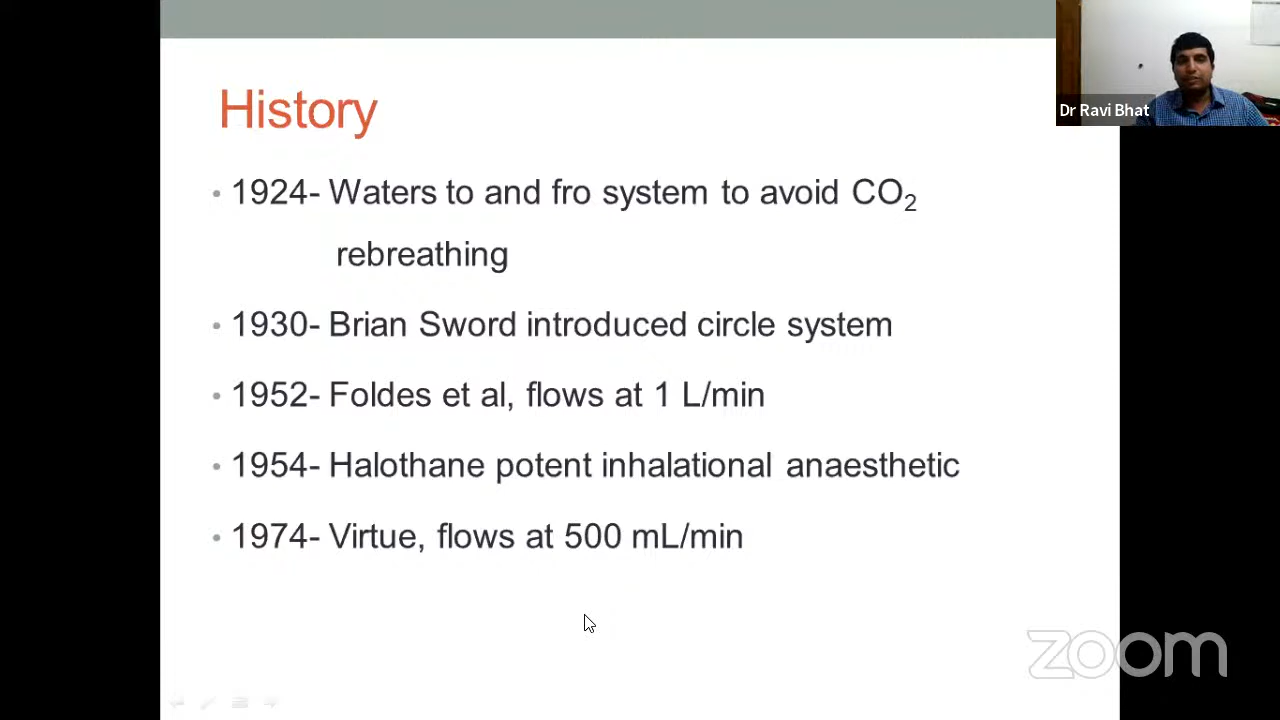 History
Dr Ravi Bhat
• 1924- Waters to and fro system to avoid CO₂
rebreathing
• 1930- Brian Sword introduced circle system
• 1952- Foldes et al, flows at 1 L/min
• 1954- Halothane potent inhalational anaesthetic
• 1974- Virtue, flows at 500 mL/min
zoom